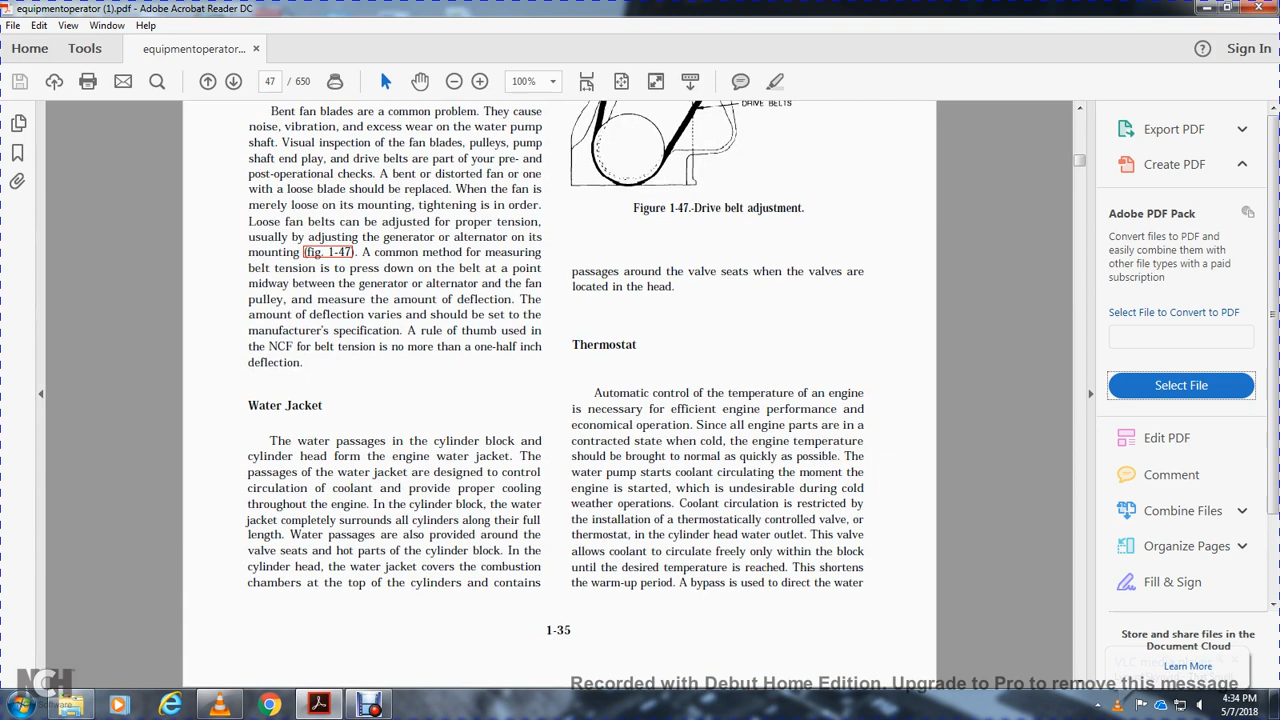 equipmentoperator (1).pdf - Adobe Acrobat Reader DC
File Edit View Window Help
Home Tools equipmentoperator... × Sign In
47 / 650 100%
Bent fan blades are a common problem. They cause
noise, vibration, and excess wear on the water pump
shaft. Visual inspection of the fan blades, pulleys, pump
shaft end play, and drive belts are part of your pre- and
post-operational checks. A bent or distorted fan or one
with a loose blade should be replaced. When the fan is
merely loose on its mounting, tightening is in order.
Loose fan belts can be adjusted for proper tension,
usually by adjusting the generator or alternator on its
mounting (fig. 1-47). A common method for measuring
belt tension is to press down on the belt at a point
midway between the generator or alternator and the fan
pulley, and measure the amount of deflection. The
amount of deflection varies and should be set to the
manufacturer's specification. A rule of thumb used in
the NCF for belt tension is no more than a one-half inch
deflection.
Water Jacket
The water passages in the cylinder block and
cylinder head form the engine water jacket. The
passages of the water jacket are designed to control
circulation of coolant and provide proper cooling
throughout the engine. In the cylinder block, the water
jacket completely surrounds all cylinders along their full
length. Water passages are also provided around the
valve seats and hot parts of the cylinder block. In the
cylinder head, the water jacket covers the combustion
chambers at the top of the cylinders and contains
DRIVE BELTS
Figure 1-47.-Drive belt adjustment.
passages around the valve seats when the valves are
located in the head.
Thermostat
Automatic control of the temperature of an engine
is necessary for efficient engine performance and
economical operation. Since all engine parts are in a
contracted state when cold, the engine temperature
should be brought to normal as quickly as possible. The
water pump starts coolant circulating the moment the
engine is started, which is undesirable during cold
weather operations. Coolant circulation is restricted by
the installation of a thermostatically controlled valve, or
thermostat, in the cylinder head water outlet. This valve
allows coolant to circulate freely only within the block
until the desired temperature is reached. This shortens
the warm-up period. A bypass is used to direct the water
1-35
Export PDF
Create PDF
Adobe PDF Pack
Convert files to PDF and
easily combine them with
other file types with a paid
subscription
Select File to Convert to PDF
Select File
Edit PDF
Comment
Combine Files
Organize Pages
Fill & Sign
Store and share files in the
Document Cloud
Learn More
NCH
Software
Recorded with Debut Home Edition. Upgrade to Pro to remove this message
4:34 PM
5/7/2018